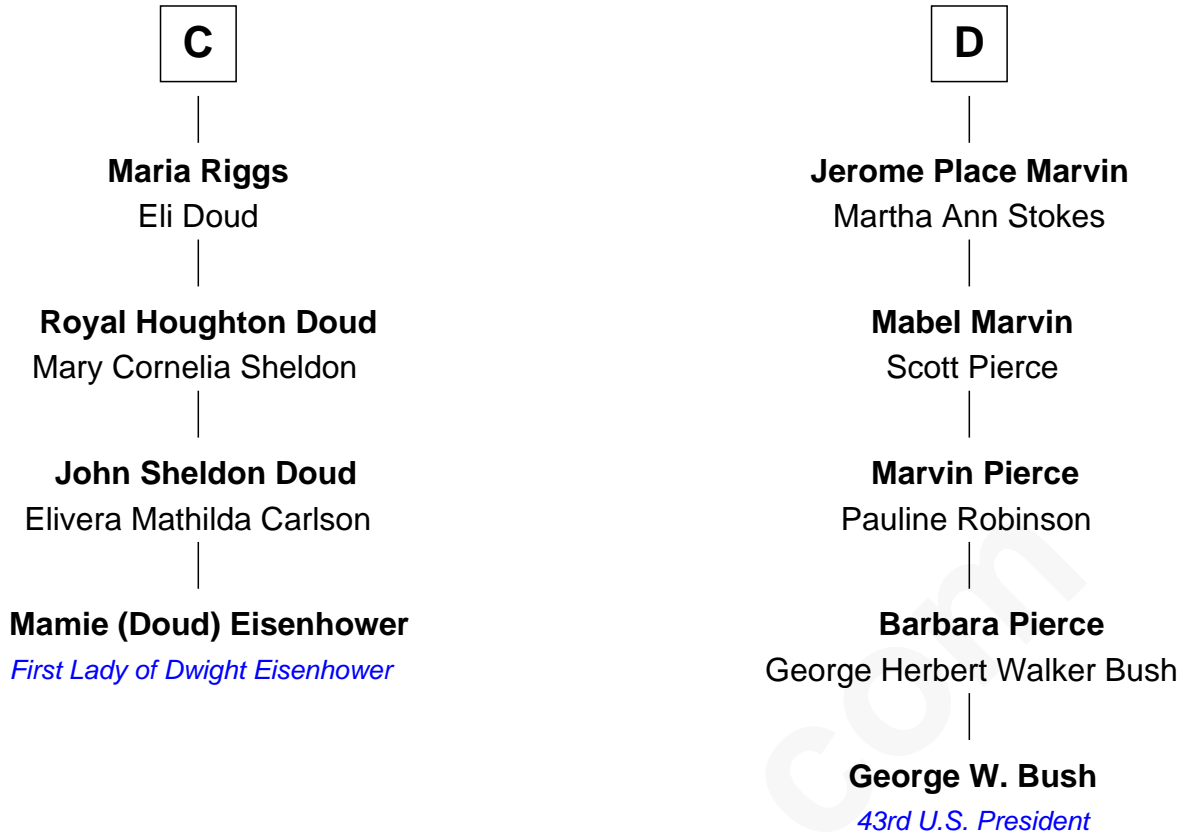 C
Maria Riggs
Eli Doud
Royal Houghton Doud
Mary Cornelia Sheldon
John Sheldon Doud
Elivera Mathilda Carlson
Mamie (Doud) Eisenhower
First Lady of Dwight Eisenhower
D
Jerome Place Marvin
Martha Ann Stokes
Mabel Marvin
Scott Pierce
Marvin Pierce
Pauline Robinson
Barbara Pierce
George Herbert Walker Bush
George W. Bush
43rd U.S. President
com